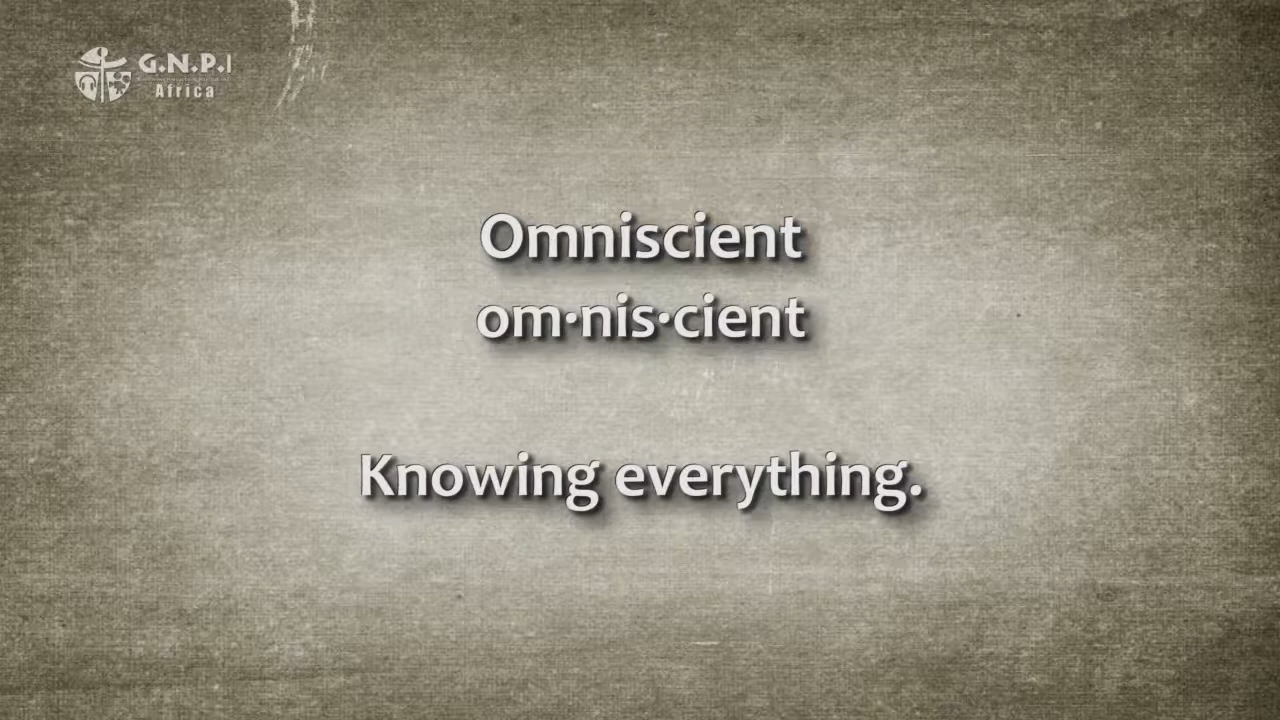 G.N.P.I
Africa
Omniscient
om·nis·cient
Knowing everything.